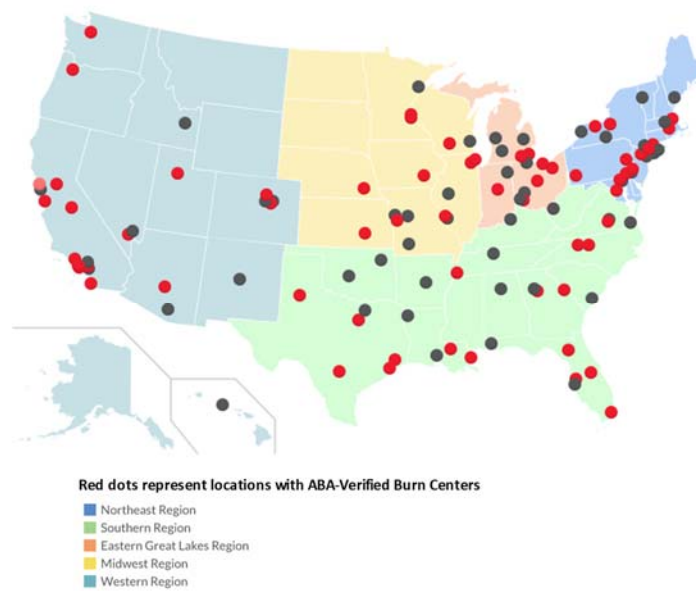 Red dots represent locations with ABA-Verified Burn Centers
Northeast Region
Southern Region
Eastern Great Lakes Region
Midwest Region
Western Region